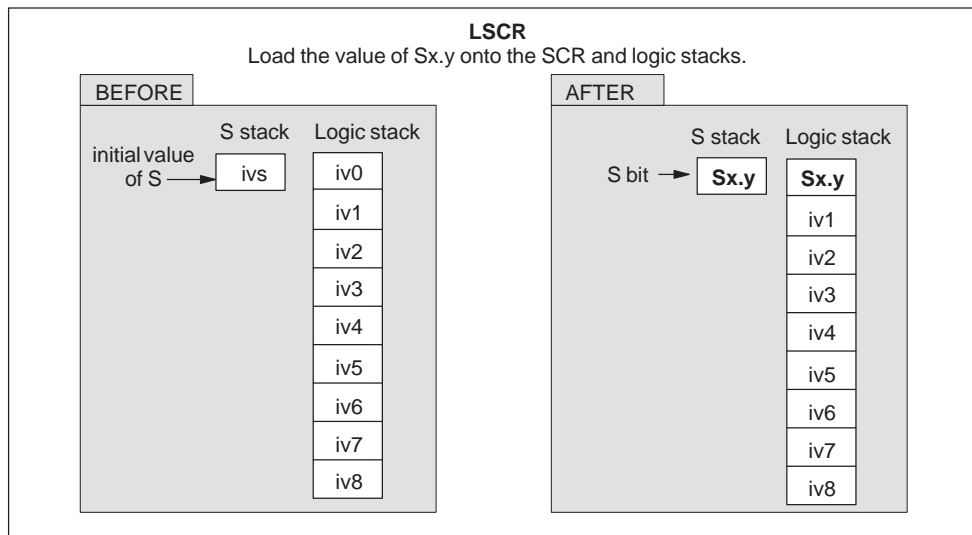 LSCR
Load the value of Sx.y onto the SCR and logic stacks.
BEFORE
S stack
Logic stack
initial value
of S
ivs
iv0
iv1
iv2
iv3
iv4
iv5
iv6
iv7
iv8
AFTER
S stack
Logic stack
S bit
Sx.y
Sx.y
iv1
iv2
iv3
iv4
iv5
iv6
iv7
iv8